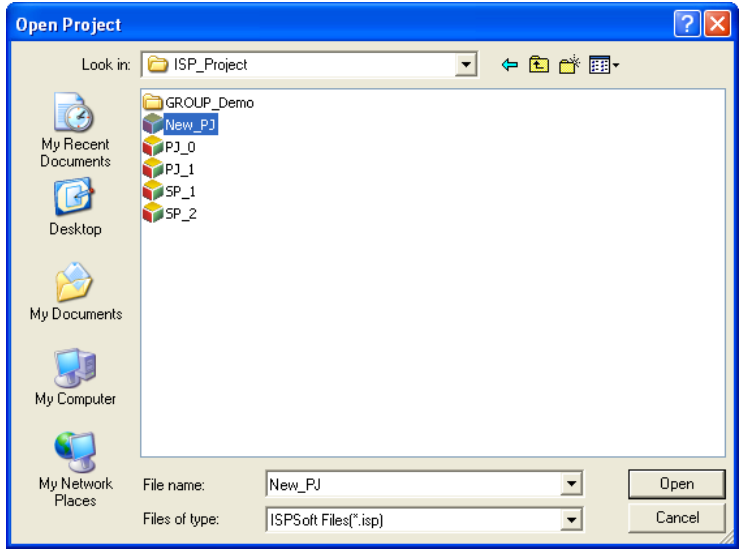 Open Project
Look in: ISP_Project
GROUP_Demo
New_PJ
PJ_0
PJ_1
SP_1
SP_2
My Recent
Documents
Desktop
My Documents
My Computer
My Network
Places
File name: New_PJ Open
Files of type: ISPSoft Files(*.isp) Cancel